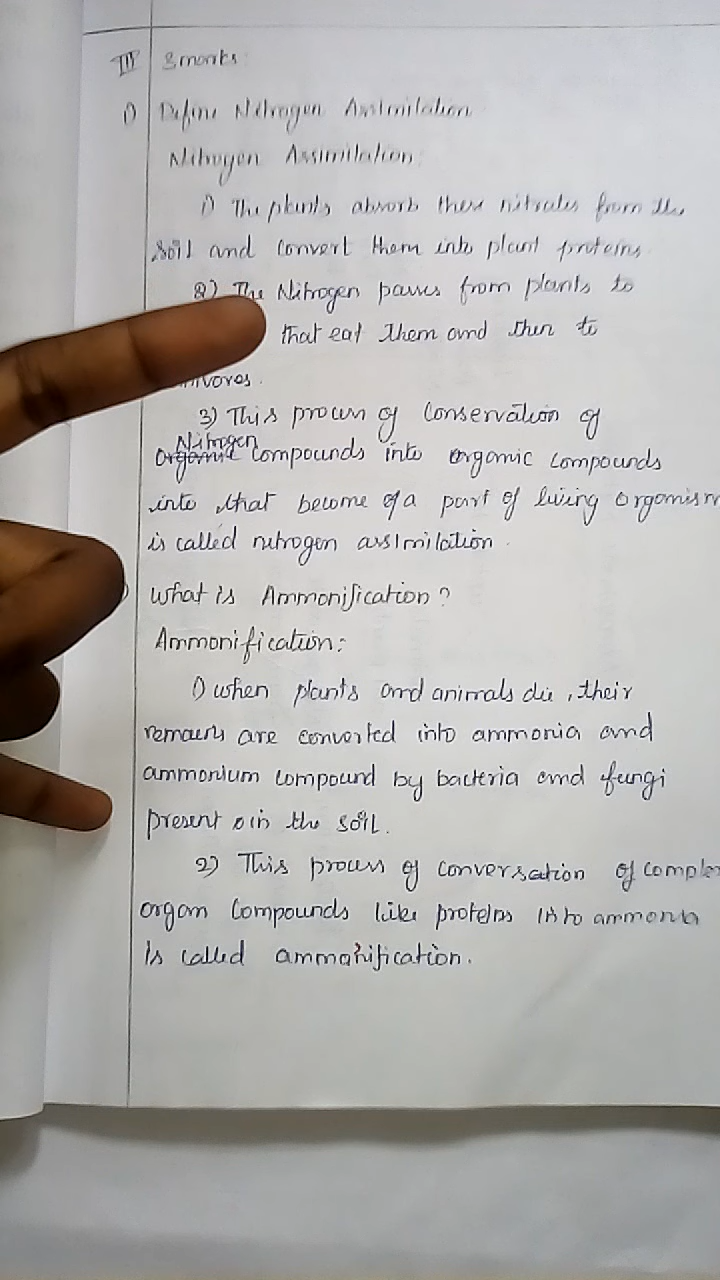 III 3 marks
1) Define Nitrogen Assimilation
Nitrogen Assimilation:
1) The plants absorb these nitrates from the
soil and convert them into plant proteins.
2) The Nitrogen passes from plants to
that eat them and then to
3) This process of Conservation of
Nitrogen
organic compounds into organic compounds
into that become of a part of living organism
is called nitrogen assimilation.
What is Ammonification?
Ammonification:
1) when plants and animals die, their
remains are converted into ammonia and
ammonium compound by bacteria and fungi
present in the soil.
2) This process of conversation of comple
organ compounds like proteins into ammonia
is called ammonification.